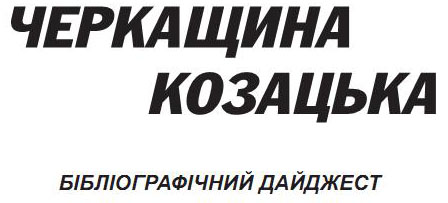 ЧЕРКАЩИНА
КОЗАЦЬКА
БІБЛІОГРАФІЧНИЙ ДАЙДЖЕСТ